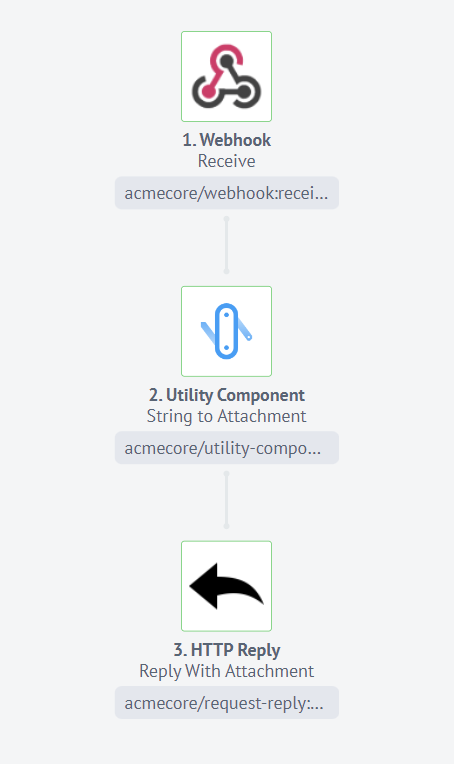 1. Webhook
Receive
acmecore/webhook:recei...
2. Utility Component
String to Attachment
acmecore/utility-compo...
3. HTTP Reply
Reply With Attachment
acmecore/request-reply:...